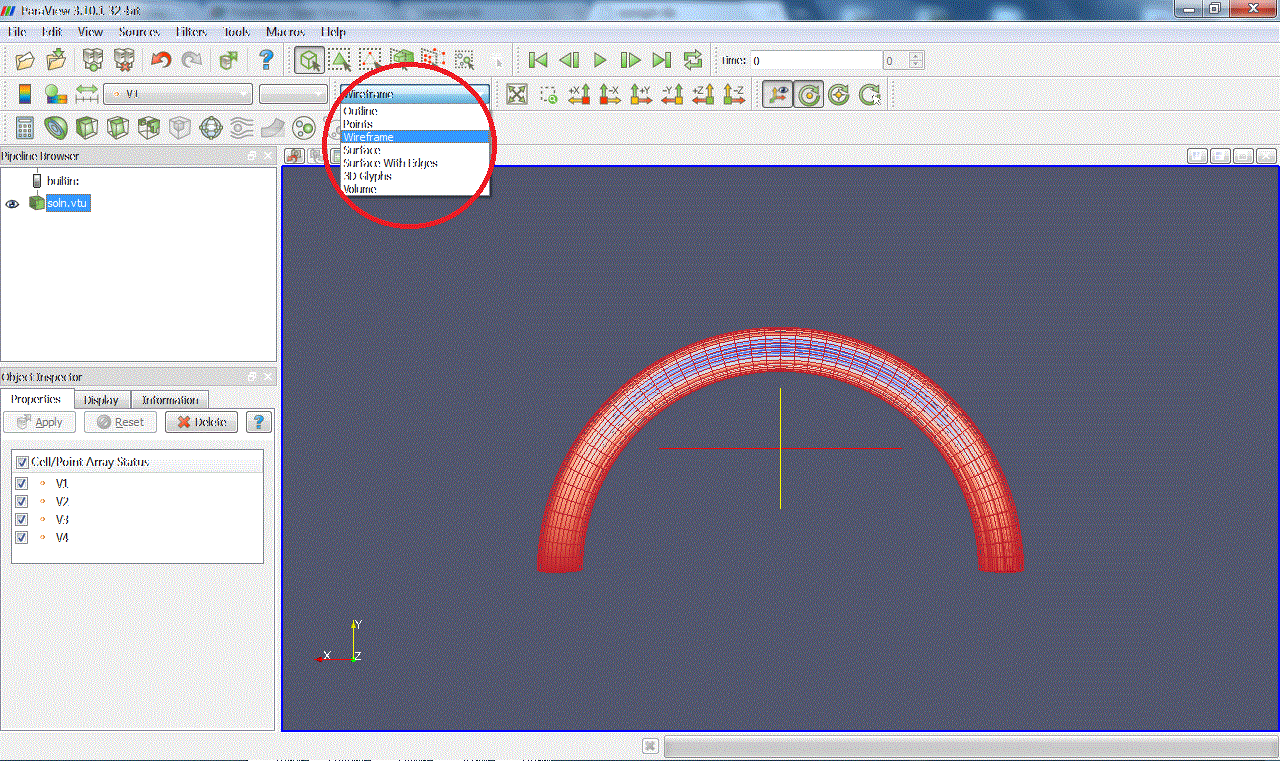 ParaView 3.10.1 32-bit
File Edit View Sources Filters Tools Macros Help
Time: 0 0
V1 Wireframe
+X -X +Y -Y +Z -Z
Outline
Points
Wireframe
Surface
Surface With Edges
3D Glyphs
Volume
Pipeline Browser
builtin:
soln.vtu
Object Inspector
Properties Display Information
Apply Reset Delete ?
Cell/Point Array Status
V1
V2
V3
V4
Y
X Z